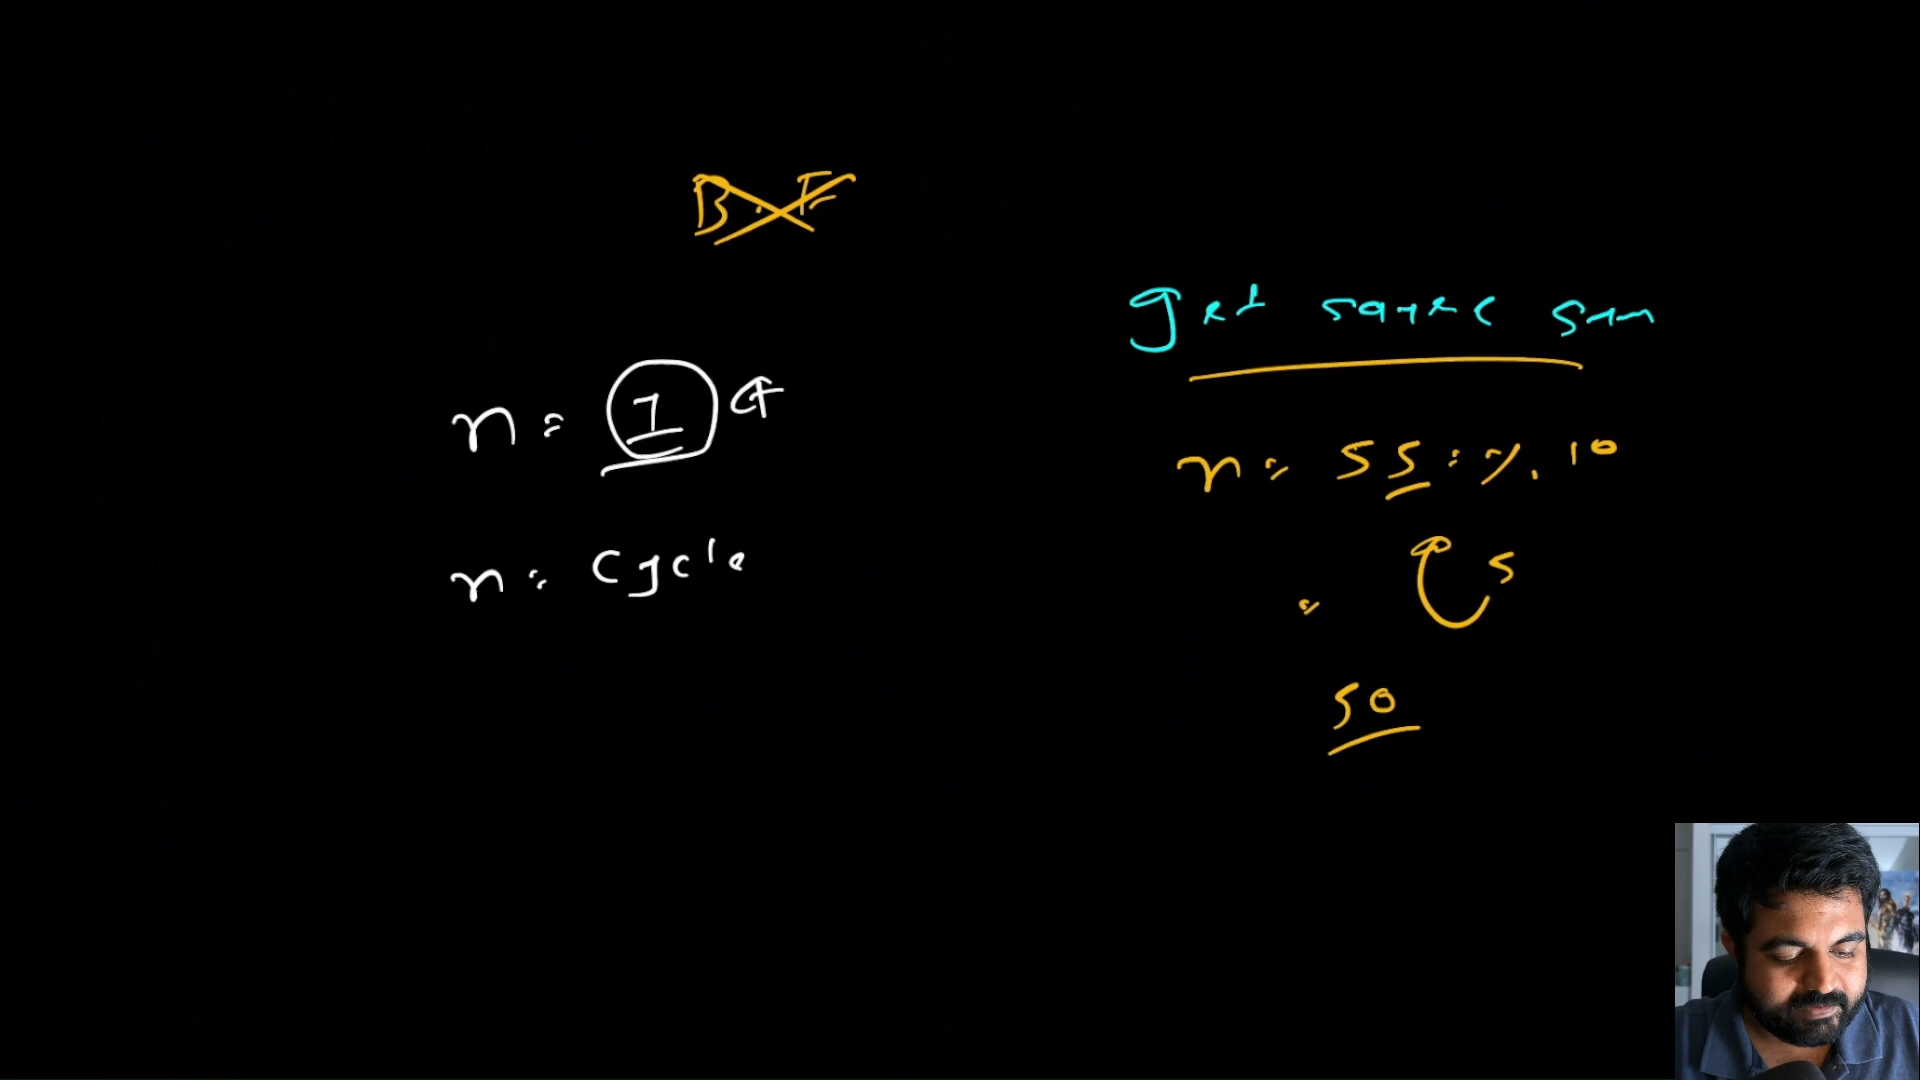 B.F
get square sum
n = 1
n = 55 : % 10
n = cycle
= 5
50